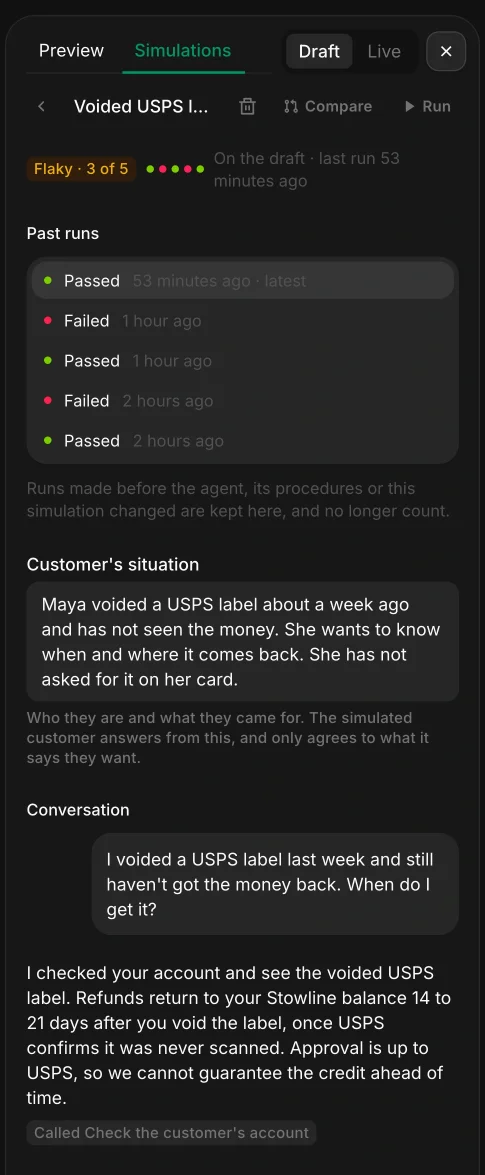 Preview Simulations Draft Live
Voided USPS l... Compare Run
Flaky · 3 of 5
On the draft · last run 53
minutes ago
Past runs
Passed 53 minutes ago · latest
Failed 1 hour ago
Passed 1 hour ago
Failed 2 hours ago
Passed 2 hours ago
Runs made before the agent, its procedures or this
simulation changed are kept here, and no longer count.
Customer's situation
Maya voided a USPS label about a week ago
and has not seen the money. She wants to know
when and where it comes back. She has not
asked for it on her card.
Who they are and what they came for. The simulated
customer answers from this, and only agrees to what it
says they want.
Conversation
I voided a USPS label last week and still
haven't got the money back. When do I
get it?
I checked your account and see the voided USPS
label. Refunds return to your Stowline balance 14 to
21 days after you void the label, once USPS
confirms it was never scanned. Approval is up to
USPS, so we cannot guarantee the credit ahead of
time.
Called Check the customer's account